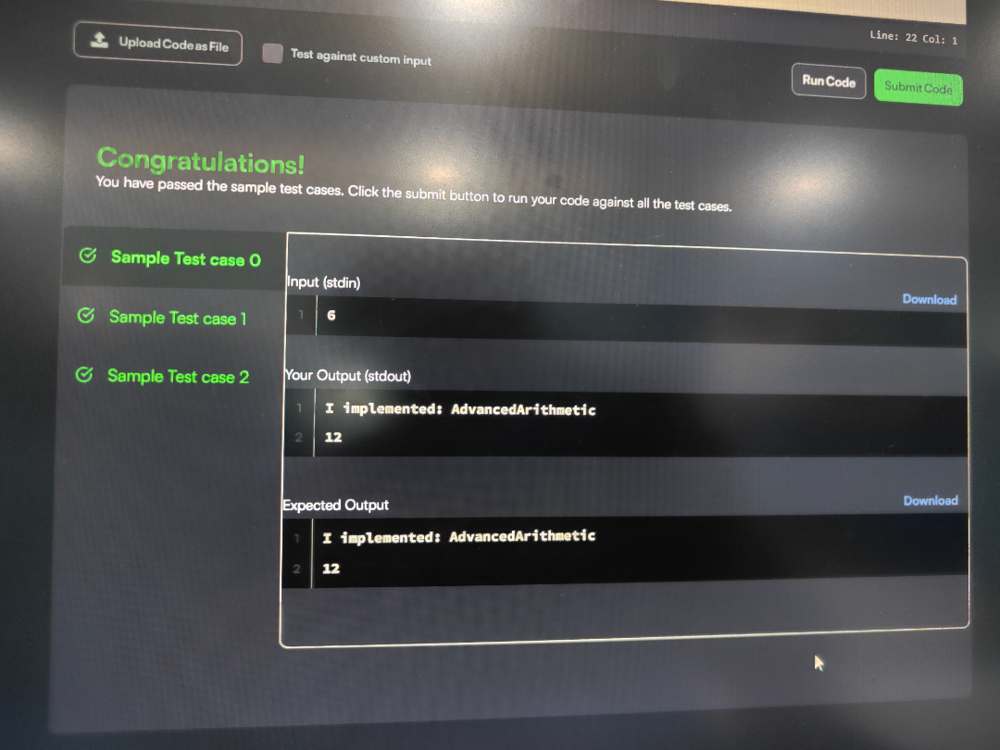 Line: 22 Col: 1
Upload Code as File
Test against custom input
Run Code
Submit Code
Congratulations!
You have passed the sample test cases. Click the submit button to run your code against all the test cases.
Sample Test case 0
Sample Test case 1
Sample Test case 2
Input (stdin)
Download
1 6
Your Output (stdout)
1 I implemented: AdvancedArithmetic
2 12
Expected Output
Download
1 I implemented: AdvancedArithmetic
2 12